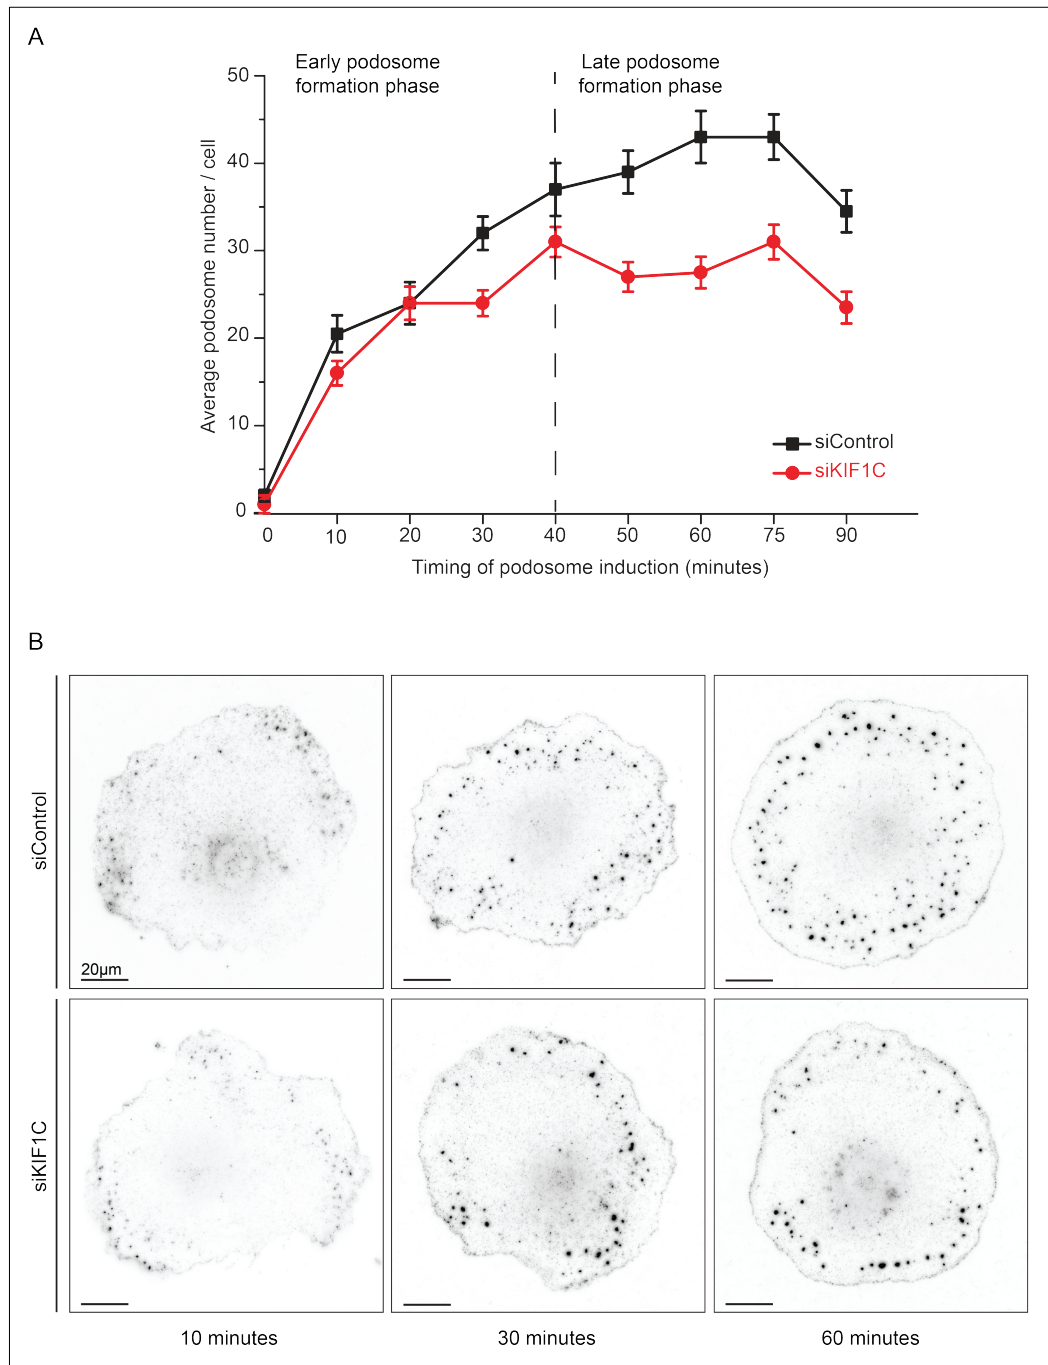 A
Early podosome
formation phase
Late podosome
formation phase
50
40
30
20
10
0
Average podosome number / cell
siControl
siKIF1C
0 10 20 30 40 50 60 75 90
Timing of podosome induction (minutes)
B
siControl
20µm
siKIF1C
10 minutes
30 minutes
60 minutes